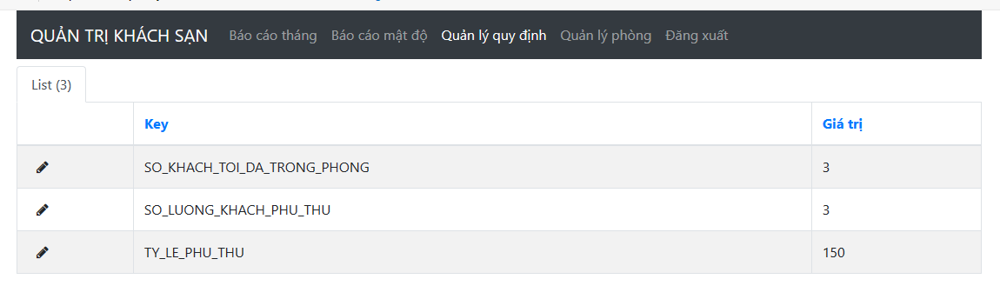 QUẢN TRỊ KHÁCH SẠN Báo cáo tháng Báo cáo mật độ Quản lý quy định Quản lý phòng Đăng xuất
List (3)
Key Giá trị
SO_KHACH_TOI_DA_TRONG_PHONG 3
SO_LUONG_KHACH_PHU_THU 3
TY_LE_PHU_THU 150